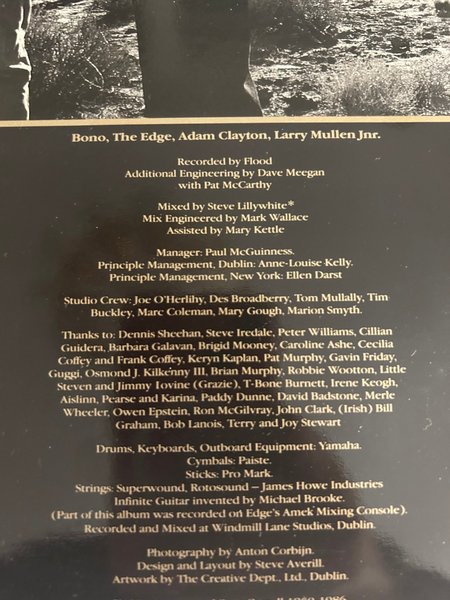 Bono, The Edge, Adam Clayton, Larry Mullen Jnr.
Recorded by Flood
Additional Engineering by Dave Meegan
with Pat McCarthy
Mixed by Steve Lillywhite*
Mix Engineered by Mark Wallace
Assisted by Mary Kettle
Manager: Paul McGuinness.
Principle Management, Dublin: Anne-Louise Kelly.
Principle Management, New York: Ellen Darst
Studio Crew: Joe O'Herlihy, Des Broadberry, Tom Mullally, Tim
Buckley, Marc Coleman, Mary Gough, Marion Smyth.
Thanks to: Dennis Sheehan, Steve Iredale, Peter Williams, Cillian
Guidera, Barbara Galavan, Brigid Mooney, Caroline Ashe, Cecilia
Coffey and Frank Coffey, Keryn Kaplan, Pat Murphy, Gavin Friday,
Guggi, Osmond J. Kilkenny III, Brian Murphy, Robbie Wootton, Little
Steven and Jimmy Iovine (Grazie), T-Bone Burnett, Irene Keogh,
Aislinn, Pearse and Karina, Paddy Dunne, David Badstone, Merle
Wheeler, Owen Epstein, Ron McGilvray, John Clark, (Irish) Bill
Graham, Bob Lanois, Terry and Joy Stewart
Drums, Keyboards, Outboard Equipment: Yamaha.
Cymbals: Paiste.
Sticks: Pro Mark.
Strings: Superwound, Rotosound – James Howe Industries
Infinite Guitar invented by Michael Brooke.
(Part of this album was recorded on Edge's Amek Mixing Console).
Recorded and Mixed at Windmill Lane Studios, Dublin.
Photography by Anton Corbijn.
Design and Layout by Steve Averill.
Artwork by The Creative Dept., Ltd., Dublin.
1960-1986